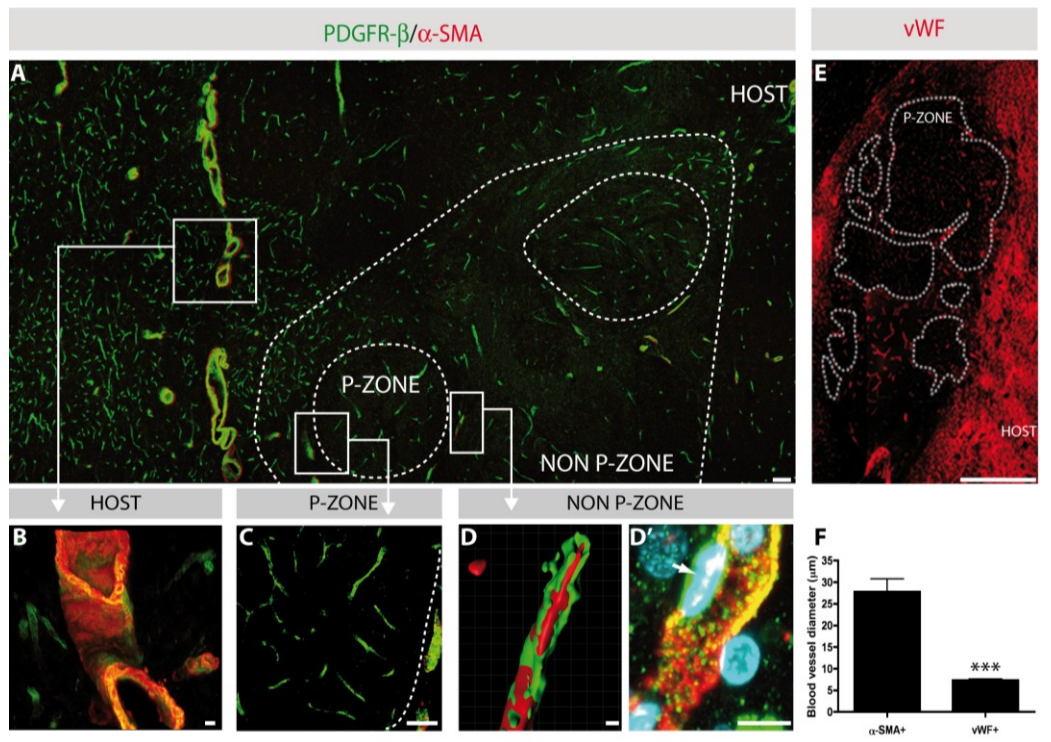 PDGFR-β/α-SMA
vWF
A
HOST
P-ZONE
NON P-ZONE
E
P-ZONE
HOST
HOST
P-ZONE
NON P-ZONE
B
C
D
D'
F
Blood vessel diameter (μm)
35
30
25
20
15
10
5
0
***
α-SMA+
vWF+